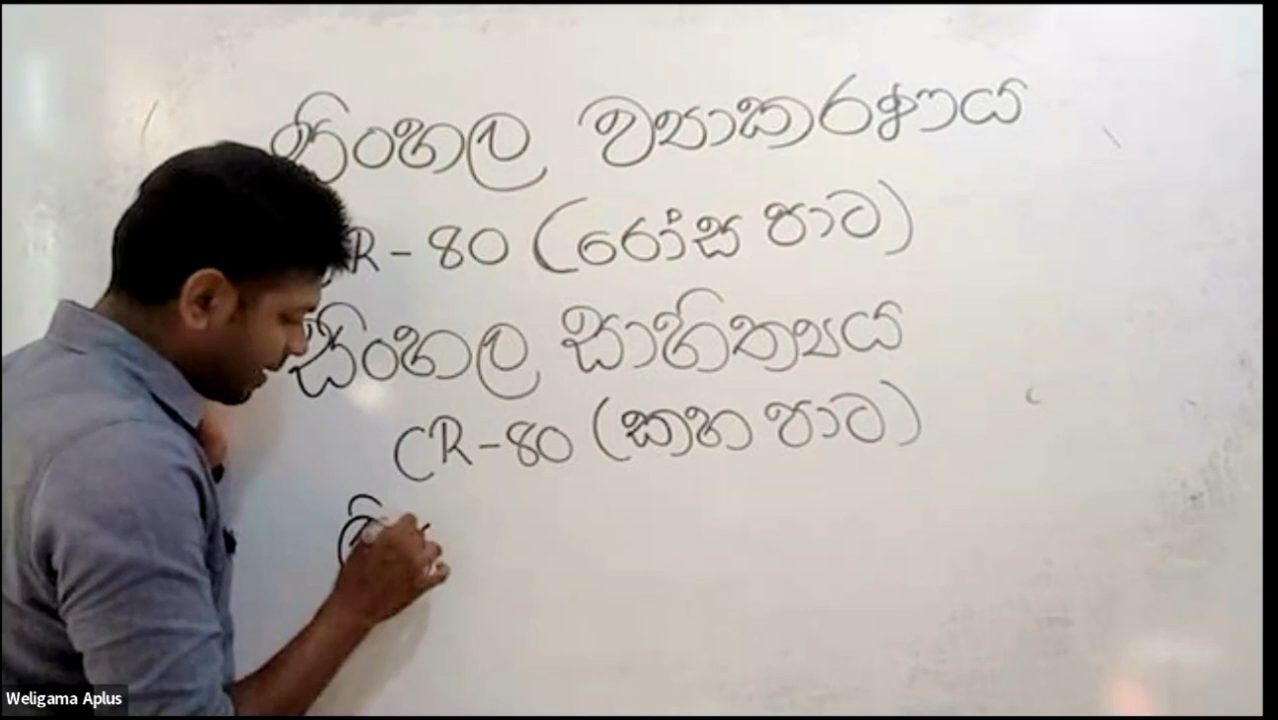 සිංහල ව්‍යාකරණය
CR-80 (රෝස පාට)
සිංහල සාහිත්‍යය
CR-80 (කහ පාට)
Weligama Aplus